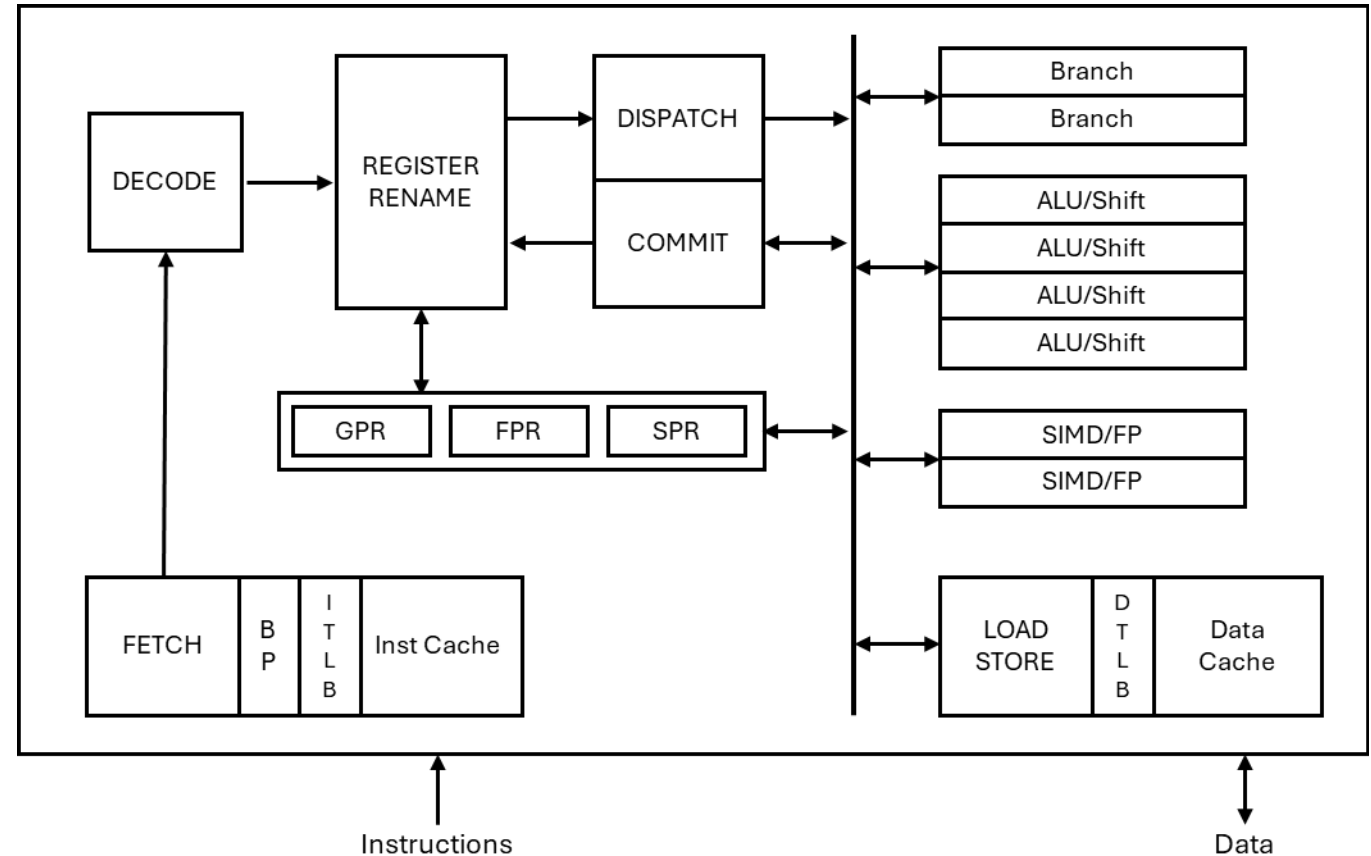 Branch
DISPATCH
Branch
DECODE
REGISTER
RENAME
ALU/Shift
COMMIT
ALU/Shift
ALU/Shift
ALU/Shift
GPR
FPR
SPR
SIMD/FP
SIMD/FP
FETCH
B
P
I
T
L
B
Inst Cache
LOAD
STORE
D
T
L
B
Data
Cache
Instructions
Data